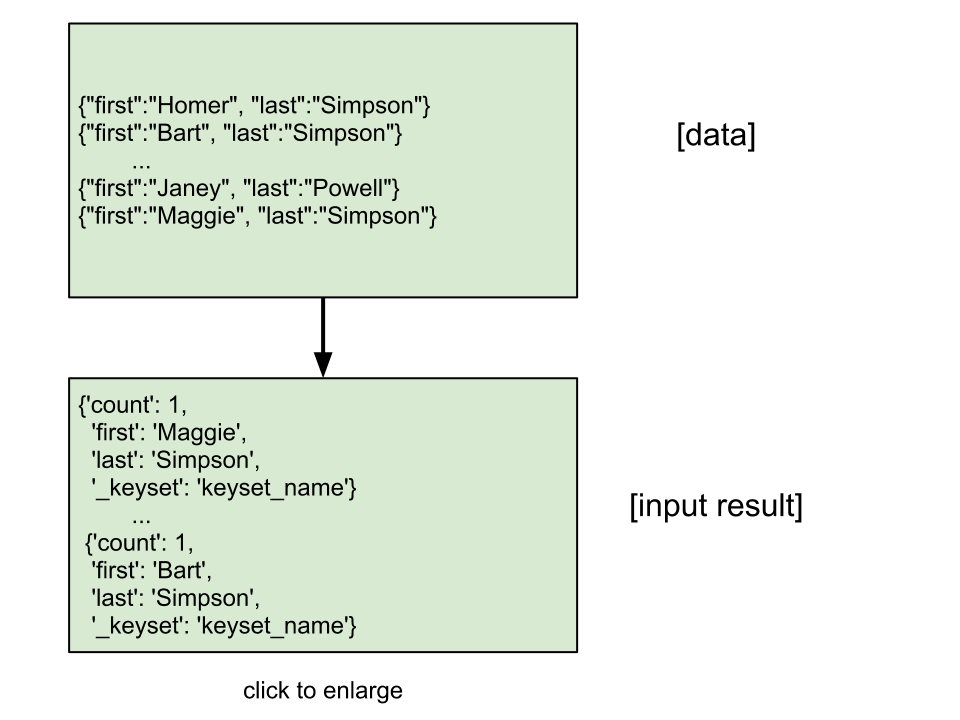 {"first":"Homer", "last":"Simpson"}
{"first":"Bart", "last":"Simpson"}
...
{"first":"Janey", "last":"Powell"}
{"first":"Maggie", "last":"Simpson"}
[data]
{'count': 1,
'first': 'Maggie',
'last': 'Simpson',
'_keyset': 'keyset_name'}
...
{'count': 1,
'first': 'Bart',
'last': 'Simpson',
'_keyset': 'keyset_name'}
[input result]
click to enlarge